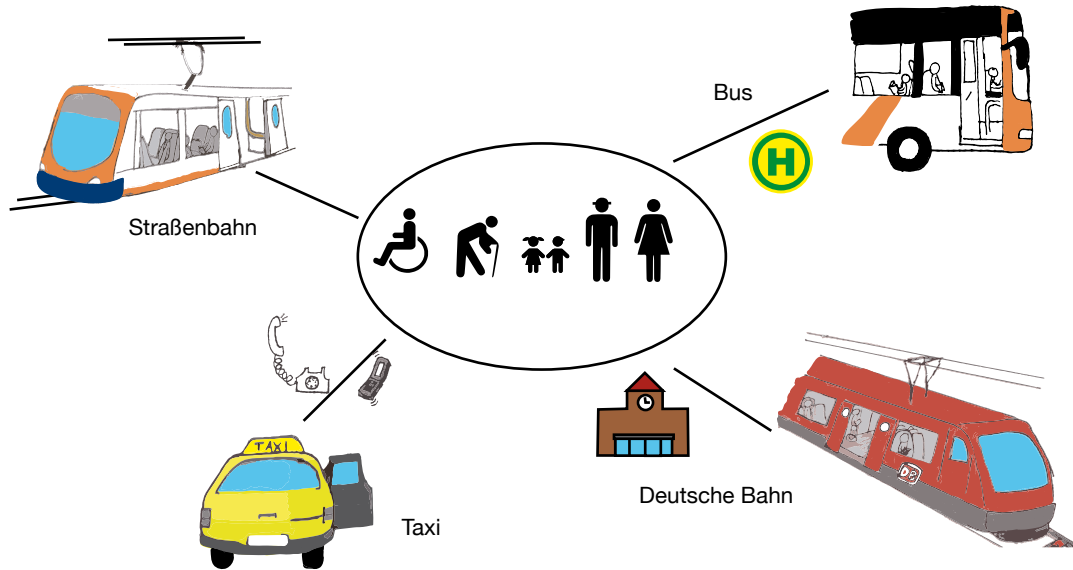 Bus
H
Straßenbahn
TAXI
Taxi
DB
Deutsche Bahn